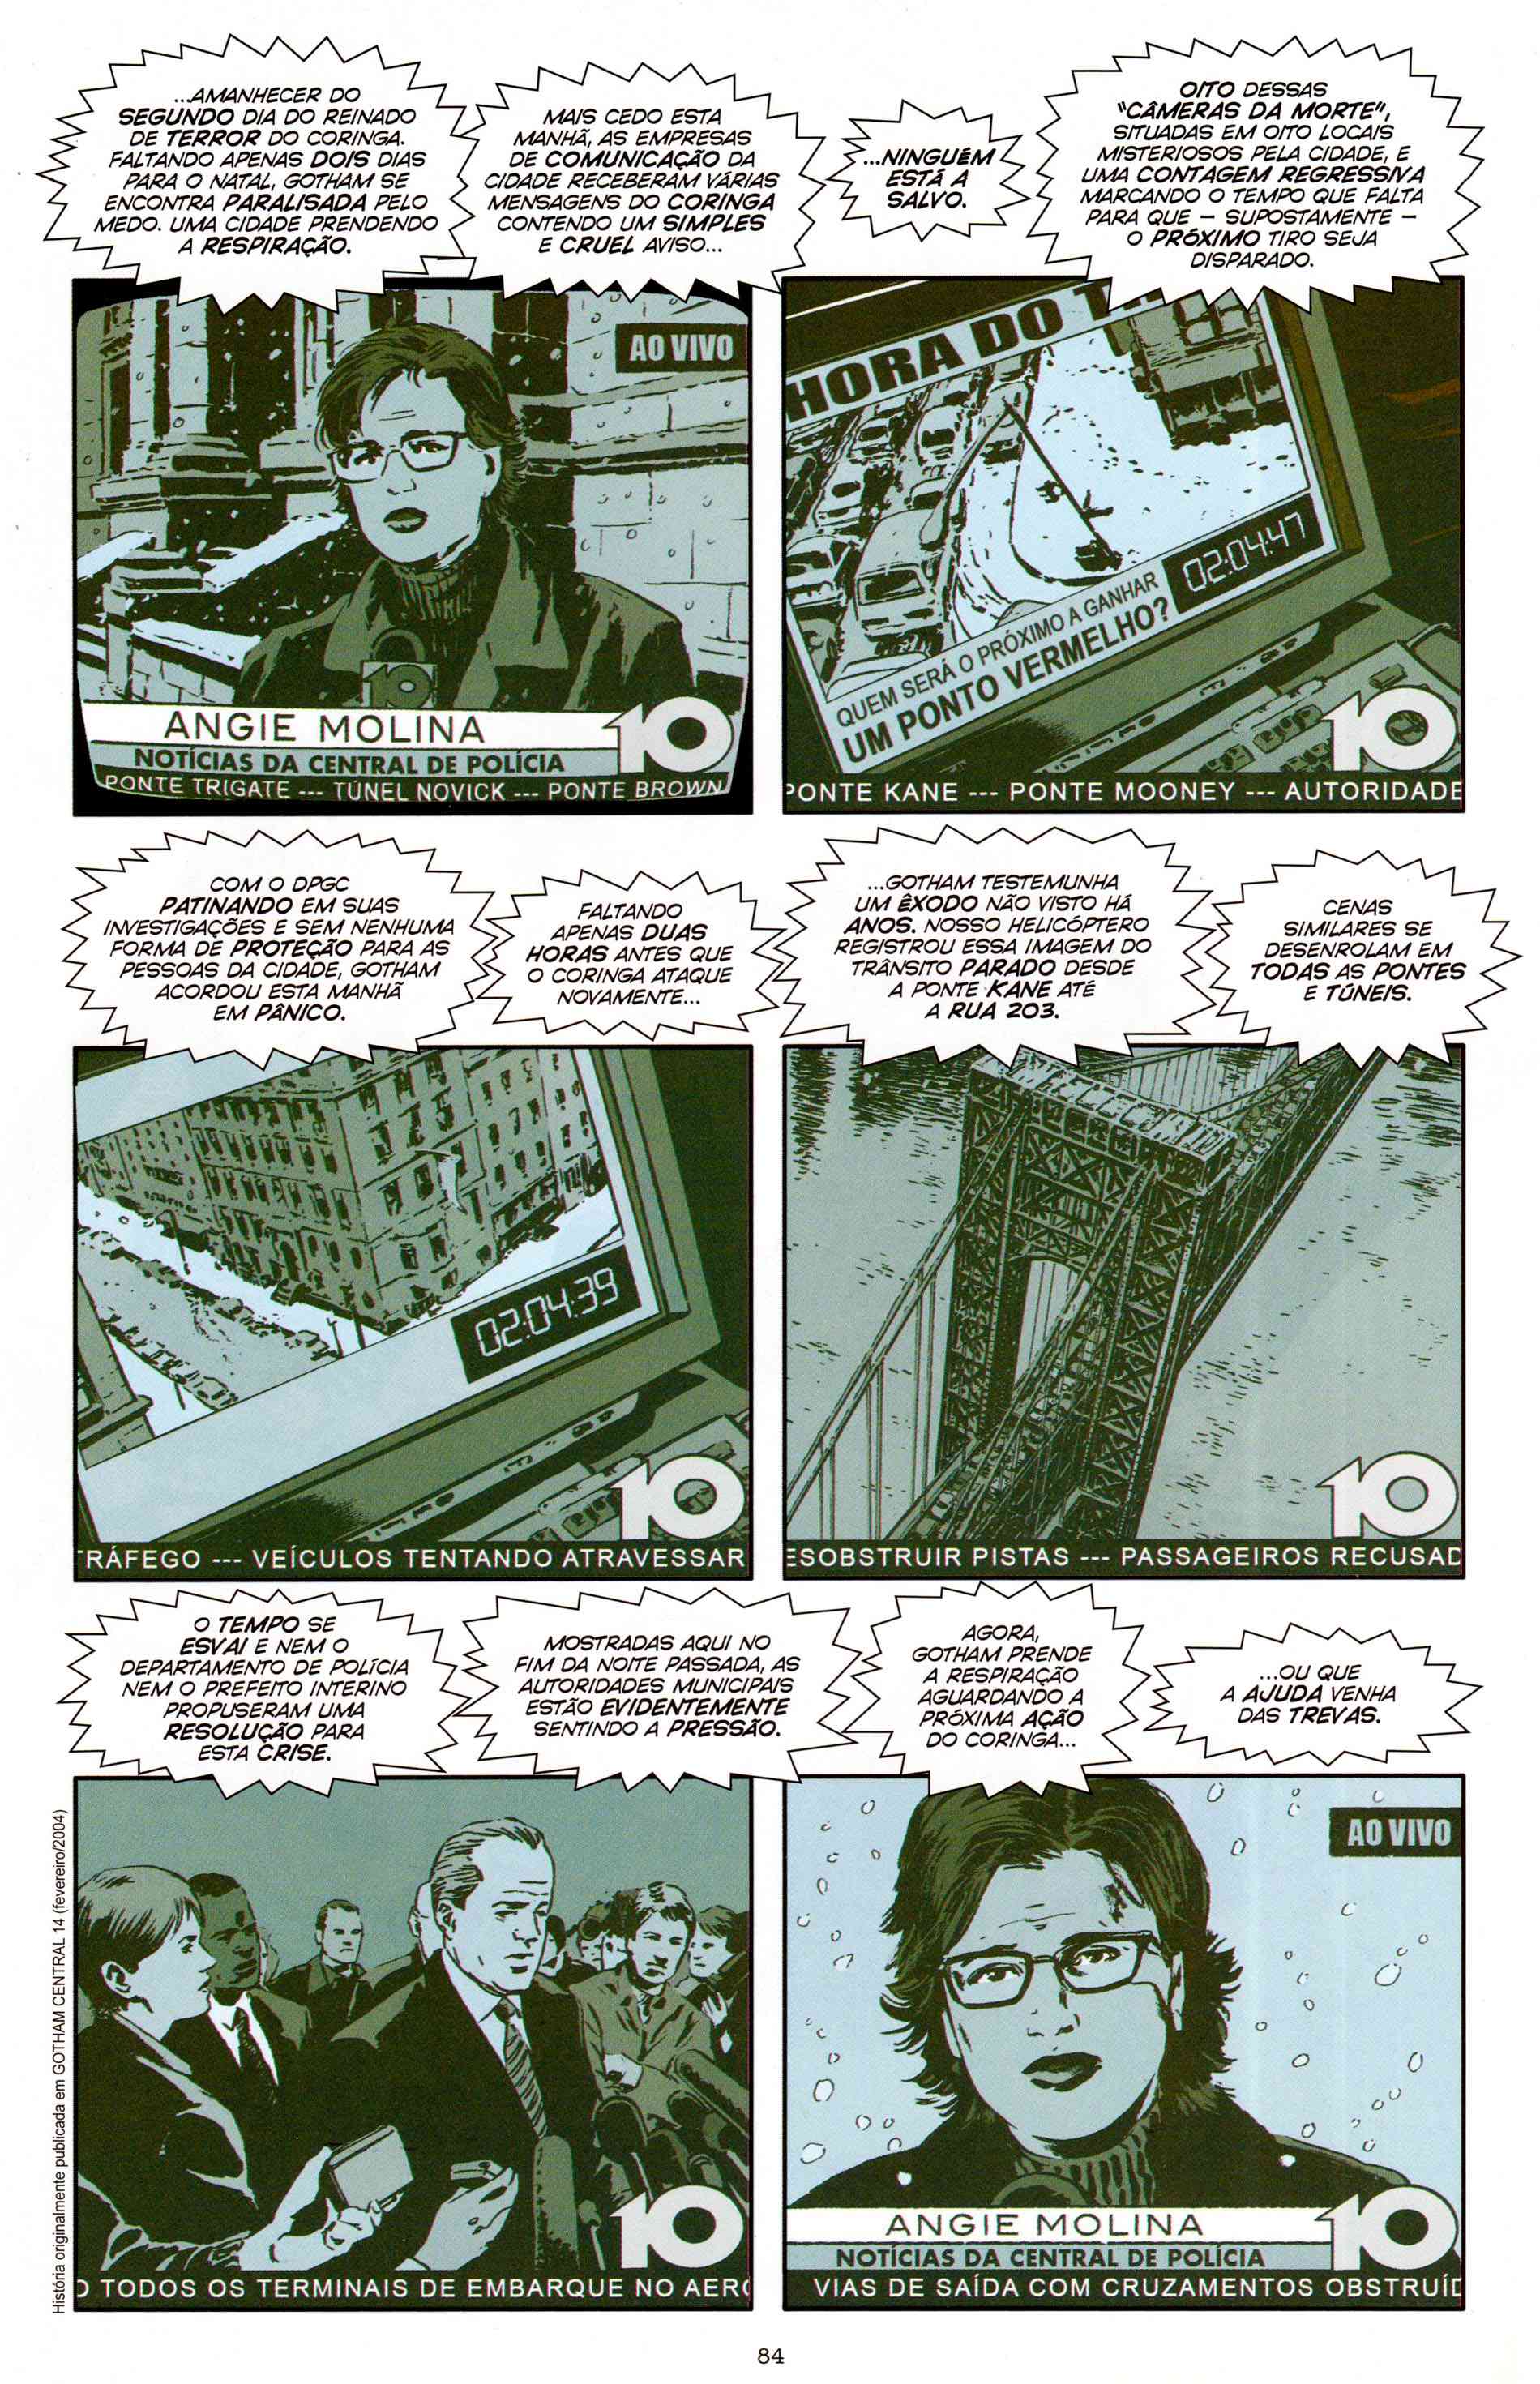 ...AMANHECER DO
SEGUNDO DIA DO REINADO
DE TERROR DO CORINGA.
FALTANDO APENAS DOIS DIAS
PARA O NATAL, GOTHAM SE
ENCONTRA PARALISADA PELO
MEDO. UMA CIDADE PRENDENDO
A RESPIRAÇÃO.
MAIS CEDO ESTA
MANHÃ, AS EMPRESAS
DE COMUNICAÇÃO DA
CIDADE RECEBERAM VÁRIAS
MENSAGENS DO CORINGA
CONTENDO UM SIMPLES
E CRUEL AVISO...
AO VIVO
10
ANGIE MOLINA
10
NOTÍCIAS DA CENTRAL DE POLÍCIA
PONTE TRIGATE --- TÚNEL NOVICK --- PONTE BROWN
...NINGUÉM
ESTÁ A
SALVO.
OITO DESSAS
"CÂMERAS DA MORTE",
SITUADAS EM OITO LOCAIS
MISTERIOSOS PELA CIDADE, E
UMA CONTAGEM REGRESSIVA
MARCANDO O TEMPO QUE FALTA
PARA QUE — SUPOSTAMENTE —
O PRÓXIMO TIRO SEJA
DISPARADO.
HORA DO T
02:04:47
QUEM SERÁ O PRÓXIMO A GANHAR
UM PONTO VERMELHO?
10
PONTE KANE --- PONTE MOONEY --- AUTORIDADE
COM O DPGC
PATINANDO EM SUAS
INVESTIGAÇÕES E SEM NENHUMA
FORMA DE PROTEÇÃO PARA AS
PESSOAS DA CIDADE, GOTHAM
ACORDOU ESTA MANHÃ
EM PÂNICO.
FALTANDO
APENAS DUAS
HORAS ANTES QUE
O CORINGA ATAQUE
NOVAMENTE...
02:04:39
10
TRÁFEGO --- VEÍCULOS TENTANDO ATRAVESSAR
...GOTHAM TESTEMUNHA
UM ÊXODO NÃO VISTO HÁ
ANOS. NOSSO HELICÓPTERO
REGISTROU ESSA IMAGEM DO
TRÂNSITO PARADO DESDE
A PONTE KANE ATÉ
A RUA 203.
CENAS
SIMILARES SE
DESENROLAM EM
TODAS AS PONTES
E TÚNEIS.
10
ESOBSTRUIR PISTAS --- PASSAGEIROS RECUSAD
O TEMPO SE
ESVAI E NEM O
DEPARTAMENTO DE POLÍCIA
NEM O PREFEITO INTERINO
PROPUSERAM UMA
RESOLUÇÃO PARA
ESTA CRISE.
MOSTRADAS AQUI NO
FIM DA NOITE PASSADA, AS
AUTORIDADES MUNICIPAIS
ESTÃO EVIDENTEMENTE
SENTINDO A PRESSÃO.
10
O TODOS OS TERMINAIS DE EMBARQUE NO AERO
AGORA,
GOTHAM PRENDE
A RESPIRAÇÃO
AGUARDANDO A
PRÓXIMA AÇÃO
DO CORINGA...
...OU QUE
A AJUDA VENHA
DAS TREVAS.
AO VIVO
ANGIE MOLINA
10
NOTÍCIAS DA CENTRAL DE POLÍCIA
VIAS DE SAÍDA COM CRUZAMENTOS OBSTRUÍD
História originalmente publicada em GOTHAM CENTRAL 14 (fevereiro/2004)
84